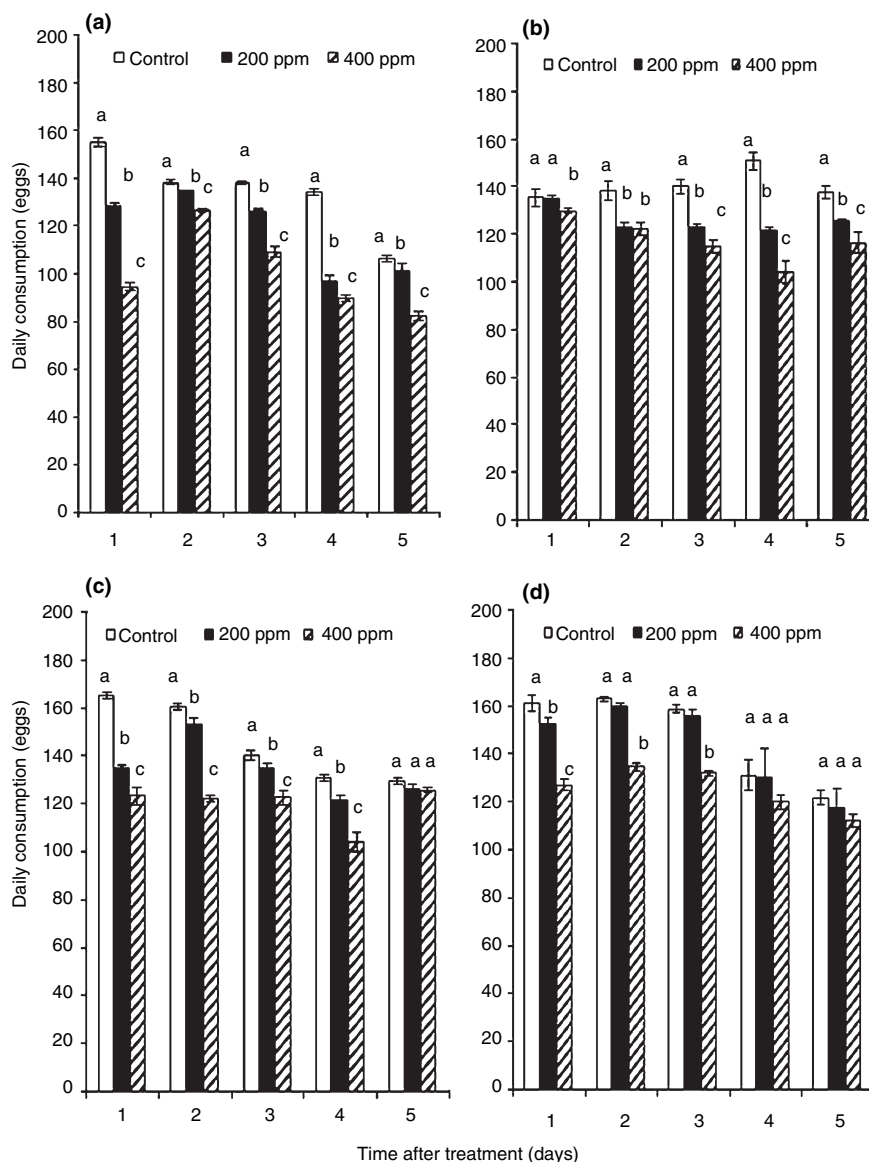 (a)
Control 200 ppm 400 ppm
Daily consumption (eggs)
200
180
160
140
120
100
80
60
40
20
0
a b c
a b c
a b c
a b c
a b c
1 2 3 4 5
(b)
Control 200 ppm 400 ppm
200
180
160
140
120
100
80
60
40
20
0
a a b
a b b
a b c
a b c
a b c
1 2 3 4 5
(c)
Control 200 ppm 400 ppm
Daily consumption (eggs)
200
180
160
140
120
100
80
60
40
20
0
a b c
a b c
a b c
a b c
a a a
1 2 3 4 5
(d)
Control 200 ppm 400 ppm
200
180
160
140
120
100
80
60
40
20
0
a b c
a a b
a a b
a a a
a a a
1 2 3 4 5
Time after treatment (days)